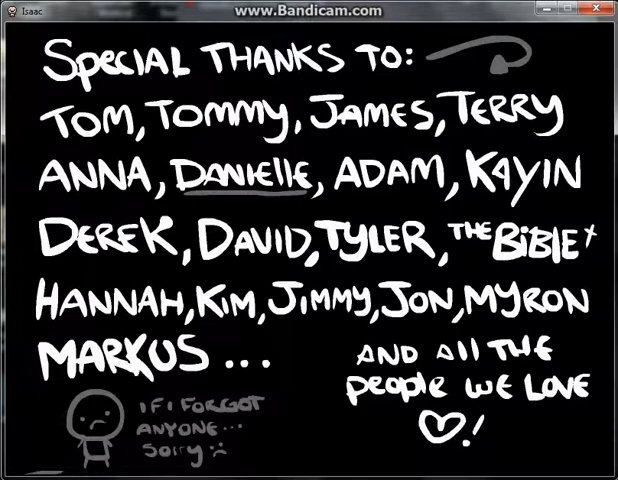 Isaac
www.Bandicam.com
SPECIAL THANKS TO:
TOM, TOMMY, JAMES, TERRY
ANNA, DANIElle, ADAM, KAYIN
DEREK, DAVID, TYLER, THE BiBlE
HANNAH, KiM, JiMMY, JON, MYRON
MARKUS ...
AND All THE
people WE LOVE
!
IF I FORGOT
ANYONE...
Sorry :(